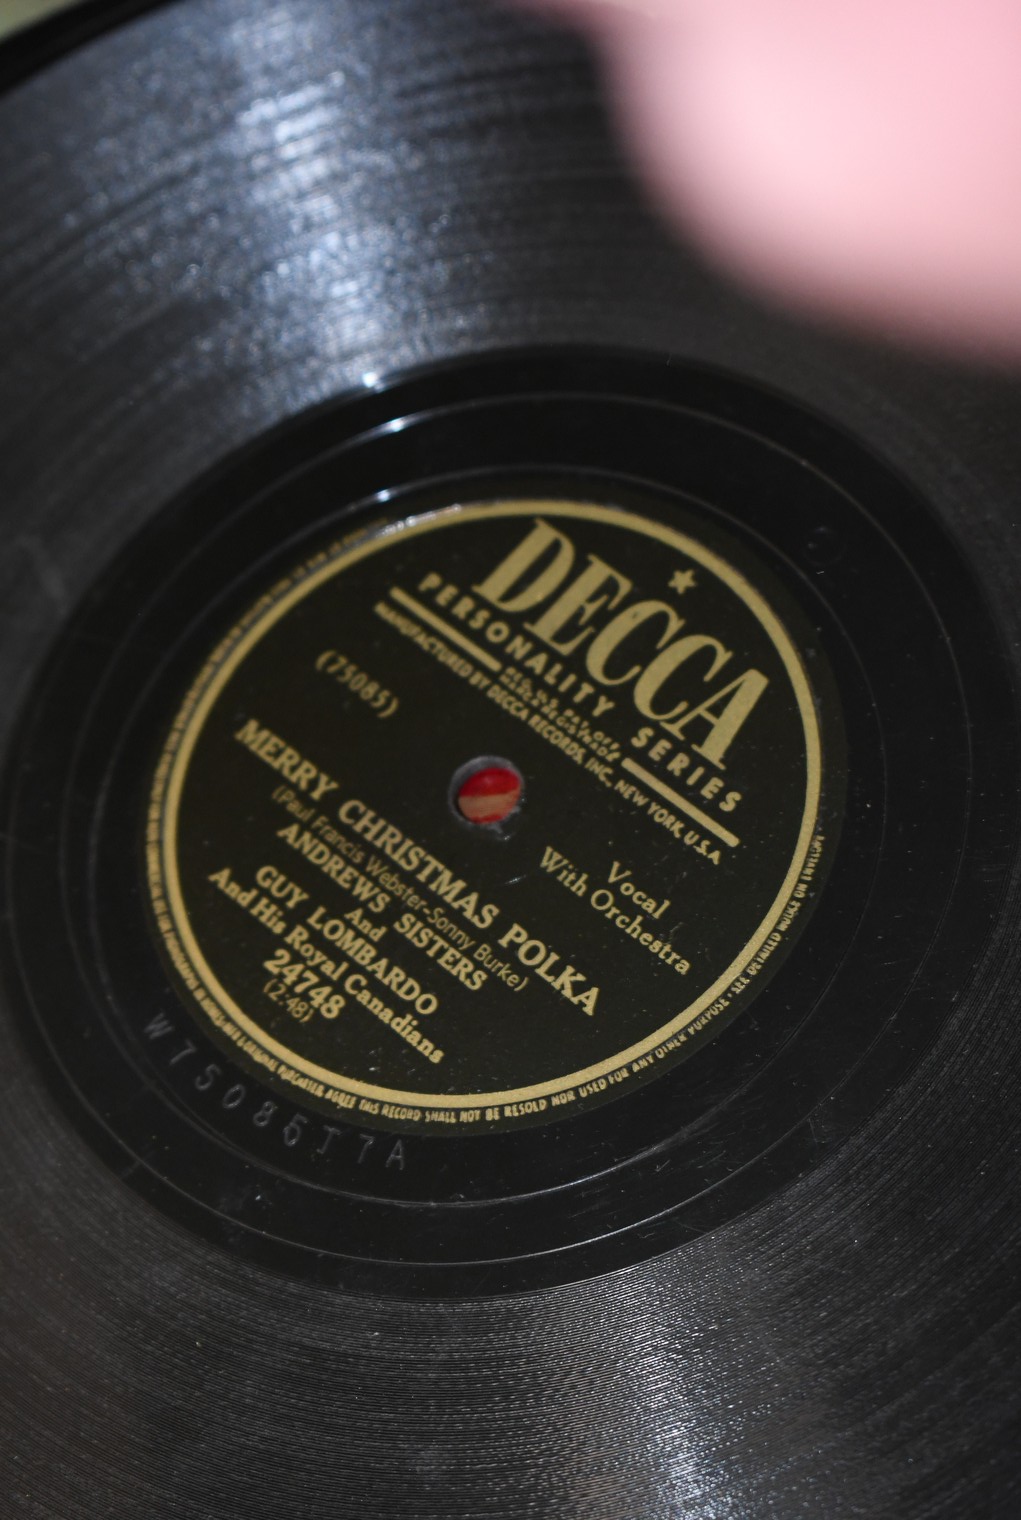 DECCA
PERSONALITY SERIES
MANUFACTURED BY DECCA RECORDS, INC., NEW YORK, U.S.A
(75085)
Vocal
With Orchestra
MERRY CHRISTMAS POLKA
(Paul Francis Webster-Sonny Burke)
ANDREWS SISTERS
And
GUY LOMBARDO
And His Royal Canadians
24748
(2:48)
PURCHASER AGREE THIS RECORD SHALL NOT BE RESOLD NOR USED FOR ANY OTHER PURPOSE • SEE DETAILED NOTICE ON ENVELOPE
W75085T7A